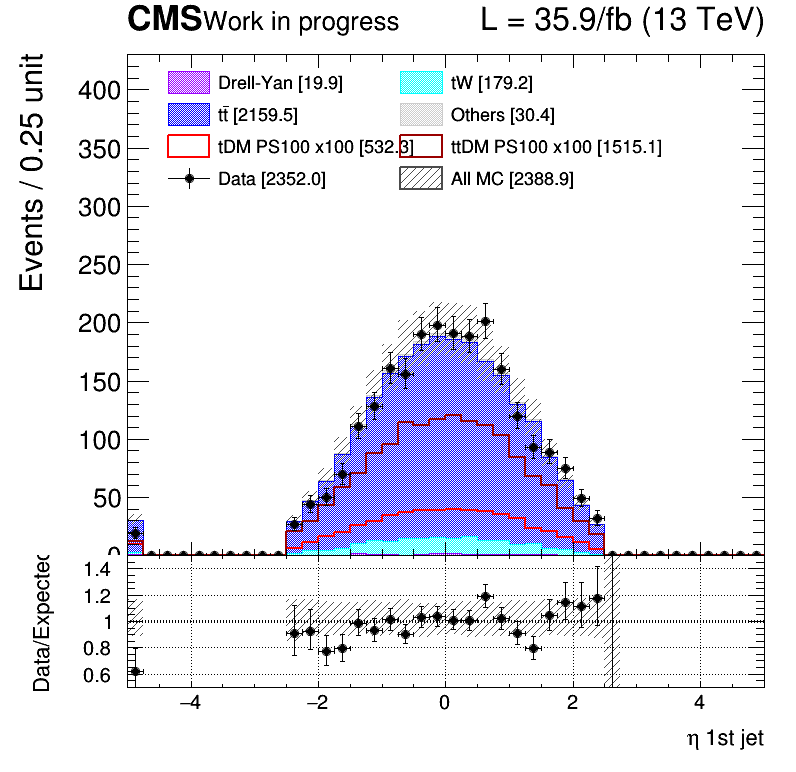 CMS Work in progress L = 35.9/fb (13 TeV)
Events / 0.25 unit
400
350
300
250
200
150
100
50
0
Drell-Yan [19.9] tW [179.2]
tt̄ [2159.5] Others [30.4]
tDM PS100 x100 [532.3] ttDM PS100 x100 [1515.1]
Data [2352.0] All MC [2388.9]
Data/Expected
1.4
1.2
1
0.8
0.6
−4 −2 0 2 4
η 1st jet